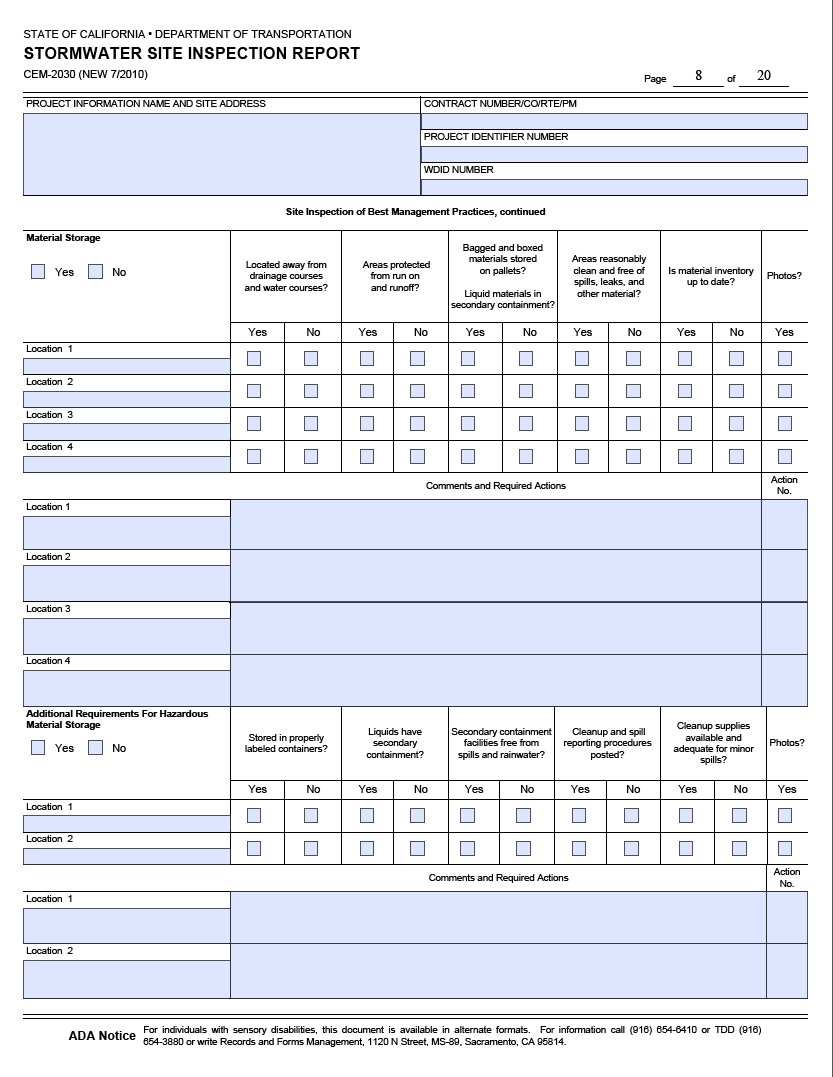 STATE OF CALIFORNIA • DEPARTMENT OF TRANSPORTATION
STORMWATER SITE INSPECTION REPORT
CEM-2030 (NEW 7/2010)
Page 8 of 20
PROJECT INFORMATION NAME AND SITE ADDRESS
CONTRACT NUMBER/CO/RTE/PM
PROJECT IDENTIFIER NUMBER
WDID NUMBER
Site Inspection of Best Management Practices, continued
Material Storage
Yes No
Located away from
drainage courses
and water courses?
Areas protected
from run on
and runoff?
Bagged and boxed
materials stored
on pallets?
Liquid materials in
secondary containment?
Areas reasonably
clean and free of
spills, leaks, and
other material?
Is material inventory
up to date?
Photos?
Yes No Yes No Yes No Yes No Yes No Yes
Location 1
Location 2
Location 3
Location 4
Comments and Required Actions
Action
No.
Location 1
Location 2
Location 3
Location 4
Additional Requirements For Hazardous
Material Storage
Yes No
Stored in properly
labeled containers?
Liquids have
secondary
containment?
Secondary containment
facilities free from
spills and rainwater?
Cleanup and spill
reporting procedures
posted?
Cleanup supplies
available and
adequate for minor
spills?
Photos?
Yes No Yes No Yes No Yes No Yes No Yes
Location 1
Location 2
Comments and Required Actions
Action
No.
Location 1
Location 2
ADA Notice
For individuals with sensory disabilities, this document is available in alternate formats. For information call (916) 654-6410 or TDD (916)
654-3880 or write Records and Forms Management, 1120 N Street, MS-89, Sacramento, CA 95814.